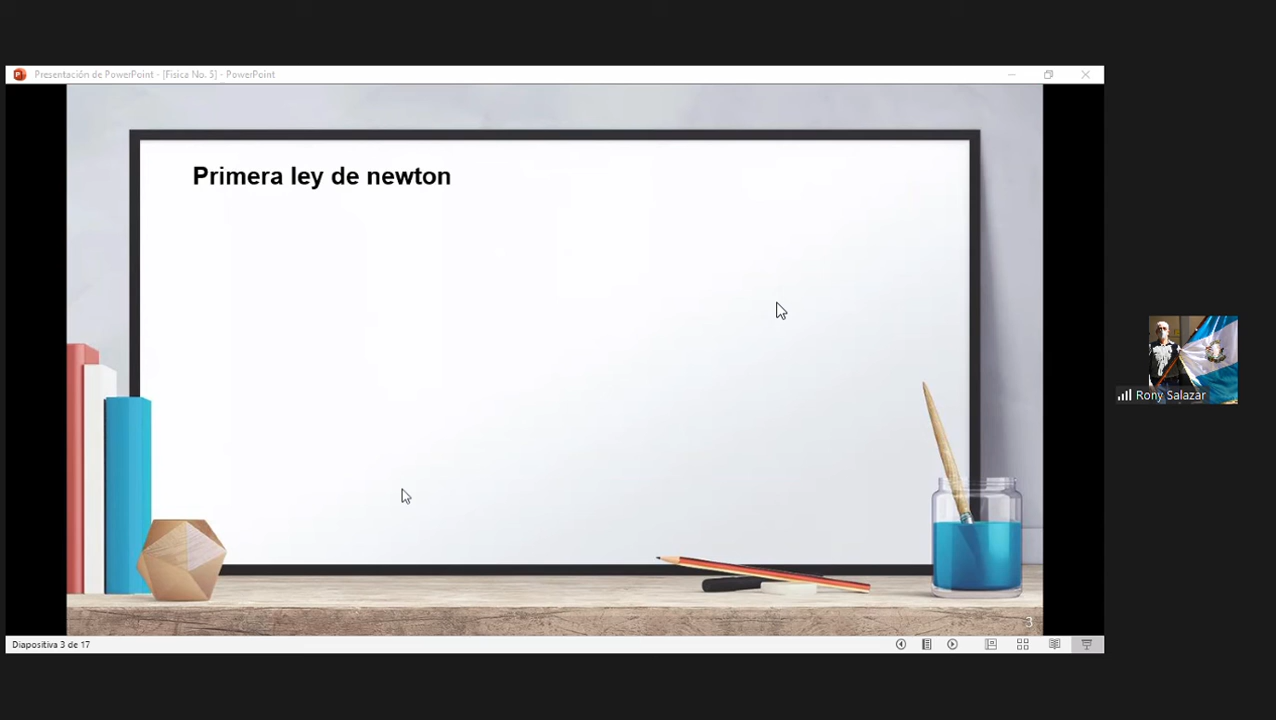 Presentación de PowerPoint - [Fisica No. 5] - PowerPoint
Primera ley de newton
Rony Salazar
3
Diapositiva 3 de 17